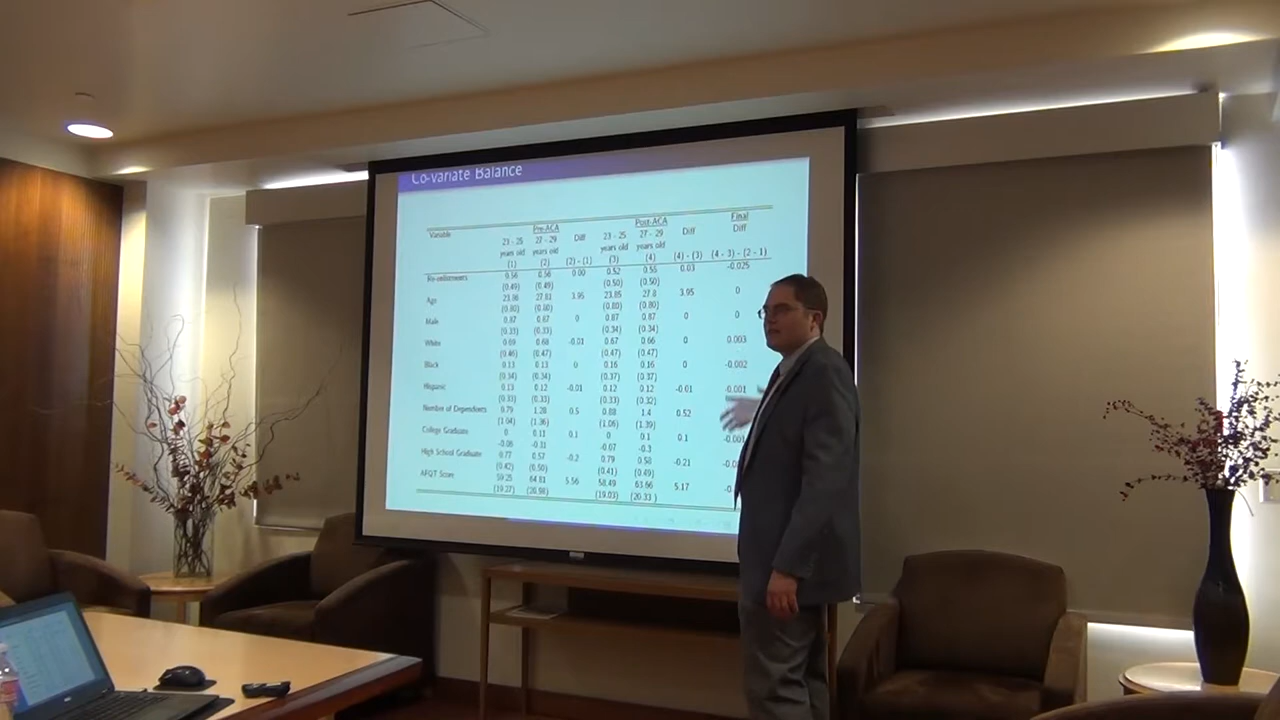 Co-variate Balance
Variable Pre-ACA Post-ACA Final
23 - 25 27 - 29 Diff 23 - 25 27 - 29 Diff Diff
years old years old years old years old
(1) (2) (2) - (1) (3) (4) (4) - (3) (4 - 3) - (2 - 1)
Re-enlistments 0.56 0.56 0.00 0.52 0.55 0.03 -0.025
(0.49) (0.49) (0.50) (0.50)
Age 23.86 27.81 3.95 23.85 27.8 3.95 0
(0.80) (0.80) (0.80) (0.80)
Male 0.87 0.87 0 0.87 0.87 0 0
(0.33) (0.33) (0.34) (0.34)
White 0.69 0.68 -0.01 0.67 0.66 0 0.003
(0.46) (0.47) (0.47) (0.47)
Black 0.13 0.13 0 0.16 0.16 0 -0.002
(0.34) (0.34) (0.37) (0.37)
Hispanic 0.13 0.12 -0.01 0.12 0.12 -0.01 -0.001
(0.33) (0.33) (0.33) (0.32)
Number of Dependents 0.79 1.28 0.5 0.88 1.4 0.52
(1.04) (1.36) (1.06) (1.39)
College Graduate 0 0.11 0.1 0 0.1 0.1 -0.001
-0.06 -0.31 -0.07 -0.3
High School Graduate 0.77 0.57 -0.2 0.79 0.58 -0.21
(0.42) (0.50) (0.41) (0.49)
AFQT Score 59.25 64.81 5.56 58.49 63.66 5.17
(19.27) (20.98) (19.03) (20.33)